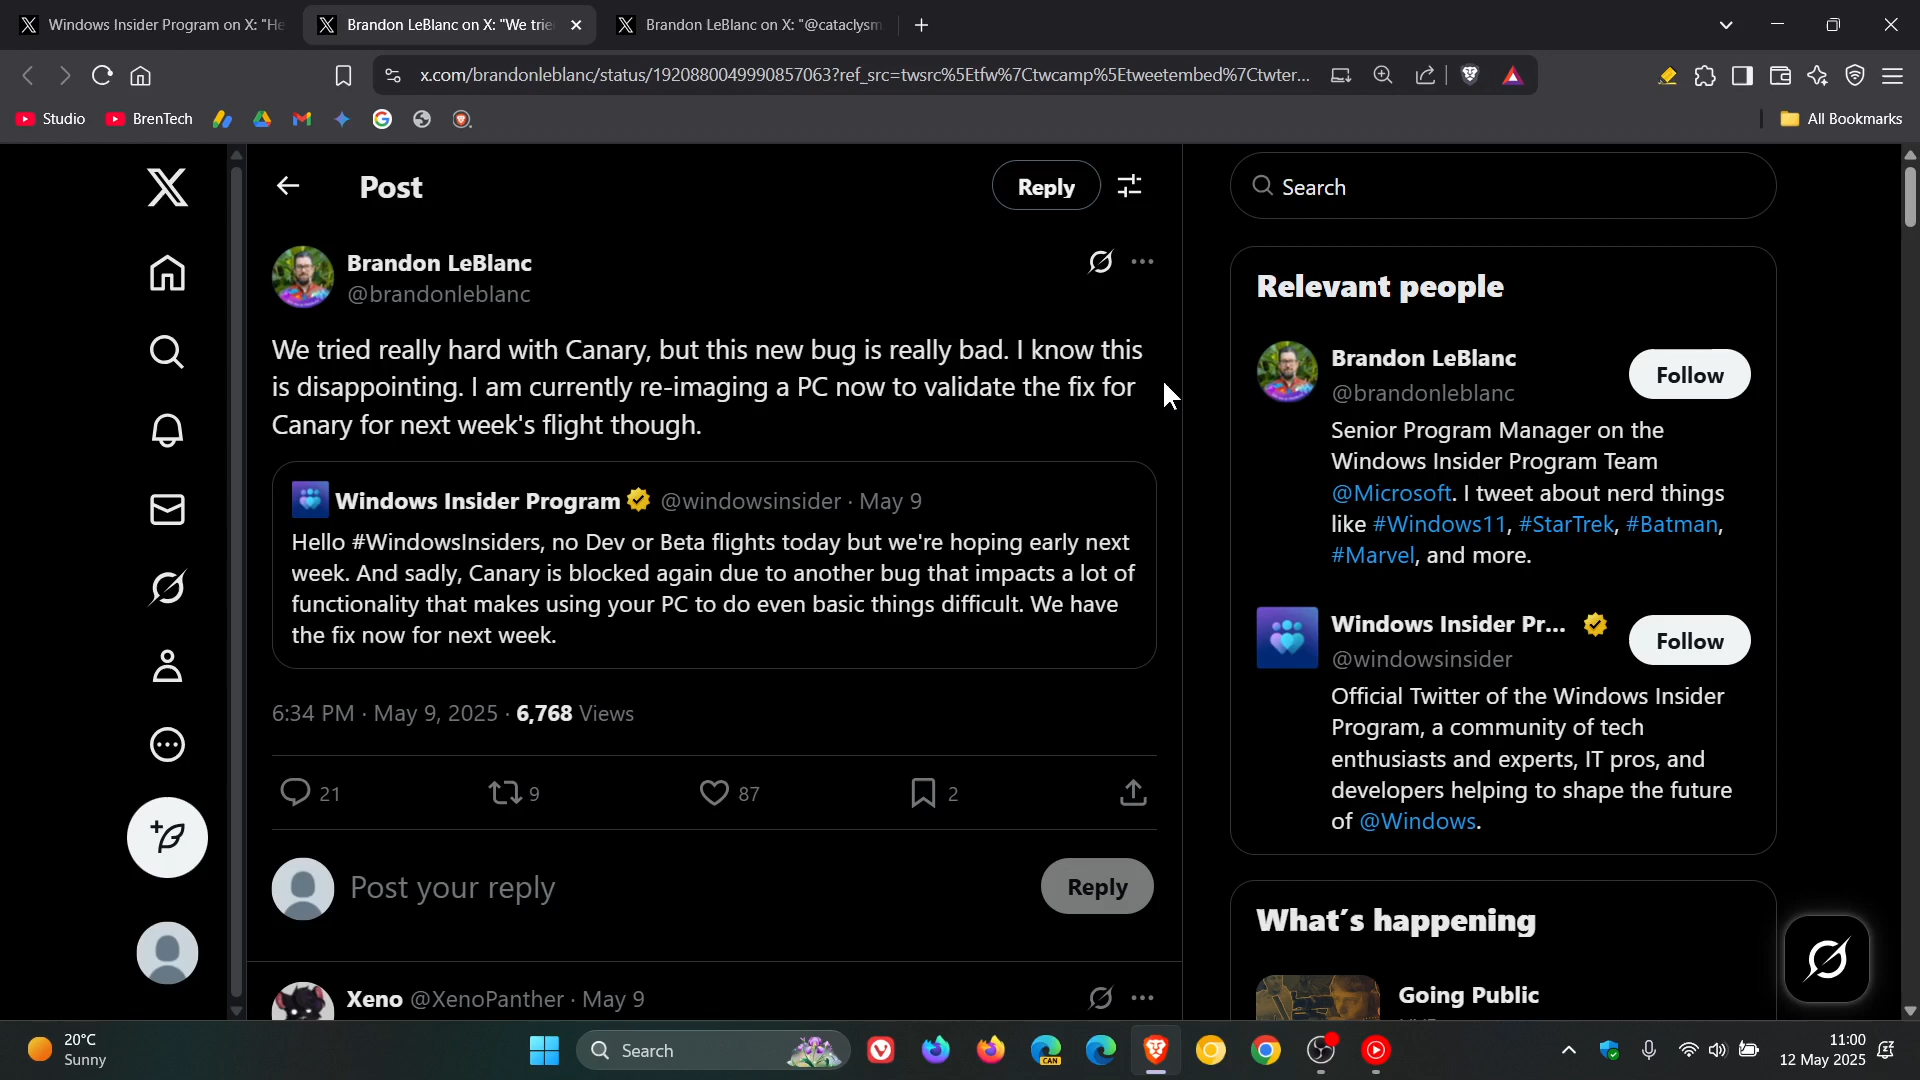 Windows Insider Program on X: "He
Brandon LeBlanc on X: "We trie
Brandon LeBlanc on X: "@cataclysm
x.com/brandonleblanc/status/1920880049990857063?ref_src=twsrc%5Etfw%7Ctwcamp%5Etweetembed%7Ctwter...
Studio
BrenTech
All Bookmarks
Post
Reply
Search
Brandon LeBlanc
@brandonleblanc
We tried really hard with Canary, but this new bug is really bad. I know this
is disappointing. I am currently re-imaging a PC now to validate the fix for
Canary for next week's flight though.
Windows Insider Program @windowsinsider · May 9
Hello #WindowsInsiders, no Dev or Beta flights today but we're hoping early next
week. And sadly, Canary is blocked again due to another bug that impacts a lot of
functionality that makes using your PC to do even basic things difficult. We have
the fix now for next week.
6:34 PM · May 9, 2025 · 6,768 Views
21
9
87
2
Post your reply
Reply
Xeno @XenoPanther · May 9
Relevant people
Brandon LeBlanc
@brandonleblanc
Follow
Senior Program Manager on the
Windows Insider Program Team
@Microsoft. I tweet about nerd things
like #Windows11, #StarTrek, #Batman,
#Marvel, and more.
Windows Insider Pr...
@windowsinsider
Follow
Official Twitter of the Windows Insider
Program, a community of tech
enthusiasts and experts, IT pros, and
developers helping to shape the future
of @Windows.
What's happening
Going Public
20°C
Sunny
Search
CAN
11:00
12 May 2025